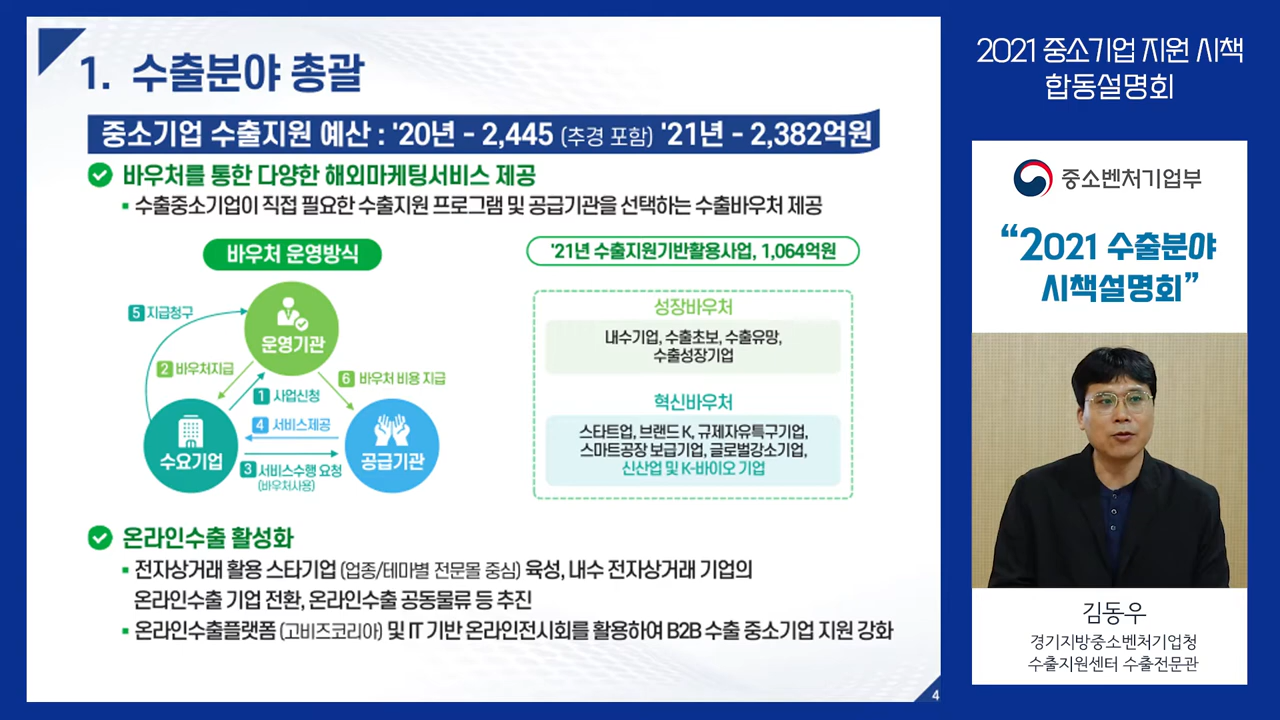 1. 수출분야 총괄
중소기업 수출지원 예산 : '20년 - 2,445 (추경 포함) '21년 - 2,382억원
바우처를 통한 다양한 해외마케팅서비스 제공
▪ 수출중소기업이 직접 필요한 수출지원 프로그램 및 공급기관을 선택하는 수출바우처 제공
바우처 운영방식
5 지급청구
운영기관
2 바우처지급
6 바우처 비용 지급
1 사업신청
4 서비스제공
수요기업
공급기관
3 서비스수행 요청
(바우처사용)
'21년 수출지원기반활용사업, 1,064억원
성장바우처
내수기업, 수출초보, 수출유망,
수출성장기업
혁신바우처
스타트업, 브랜드 K, 규제자유특구기업,
스마트공장 보급기업, 글로벌강소기업,
신산업 및 K-바이오 기업
온라인수출 활성화
▪ 전자상거래 활용 스타기업 (업종/테마별 전문몰 중심) 육성, 내수 전자상거래 기업의
온라인수출 기업 전환, 온라인수출 공동물류 등 추진
▪ 온라인수출플랫폼 (고비즈코리아) 및 IT 기반 온라인전시회를 활용하여 B2B 수출 중소기업 지원 강화
4
2021 중소기업 지원 시책
합동설명회
중소벤처기업부
“2021 수출분야
시책설명회”
김동우
경기지방중소벤처기업청
수출지원센터 수출전문관